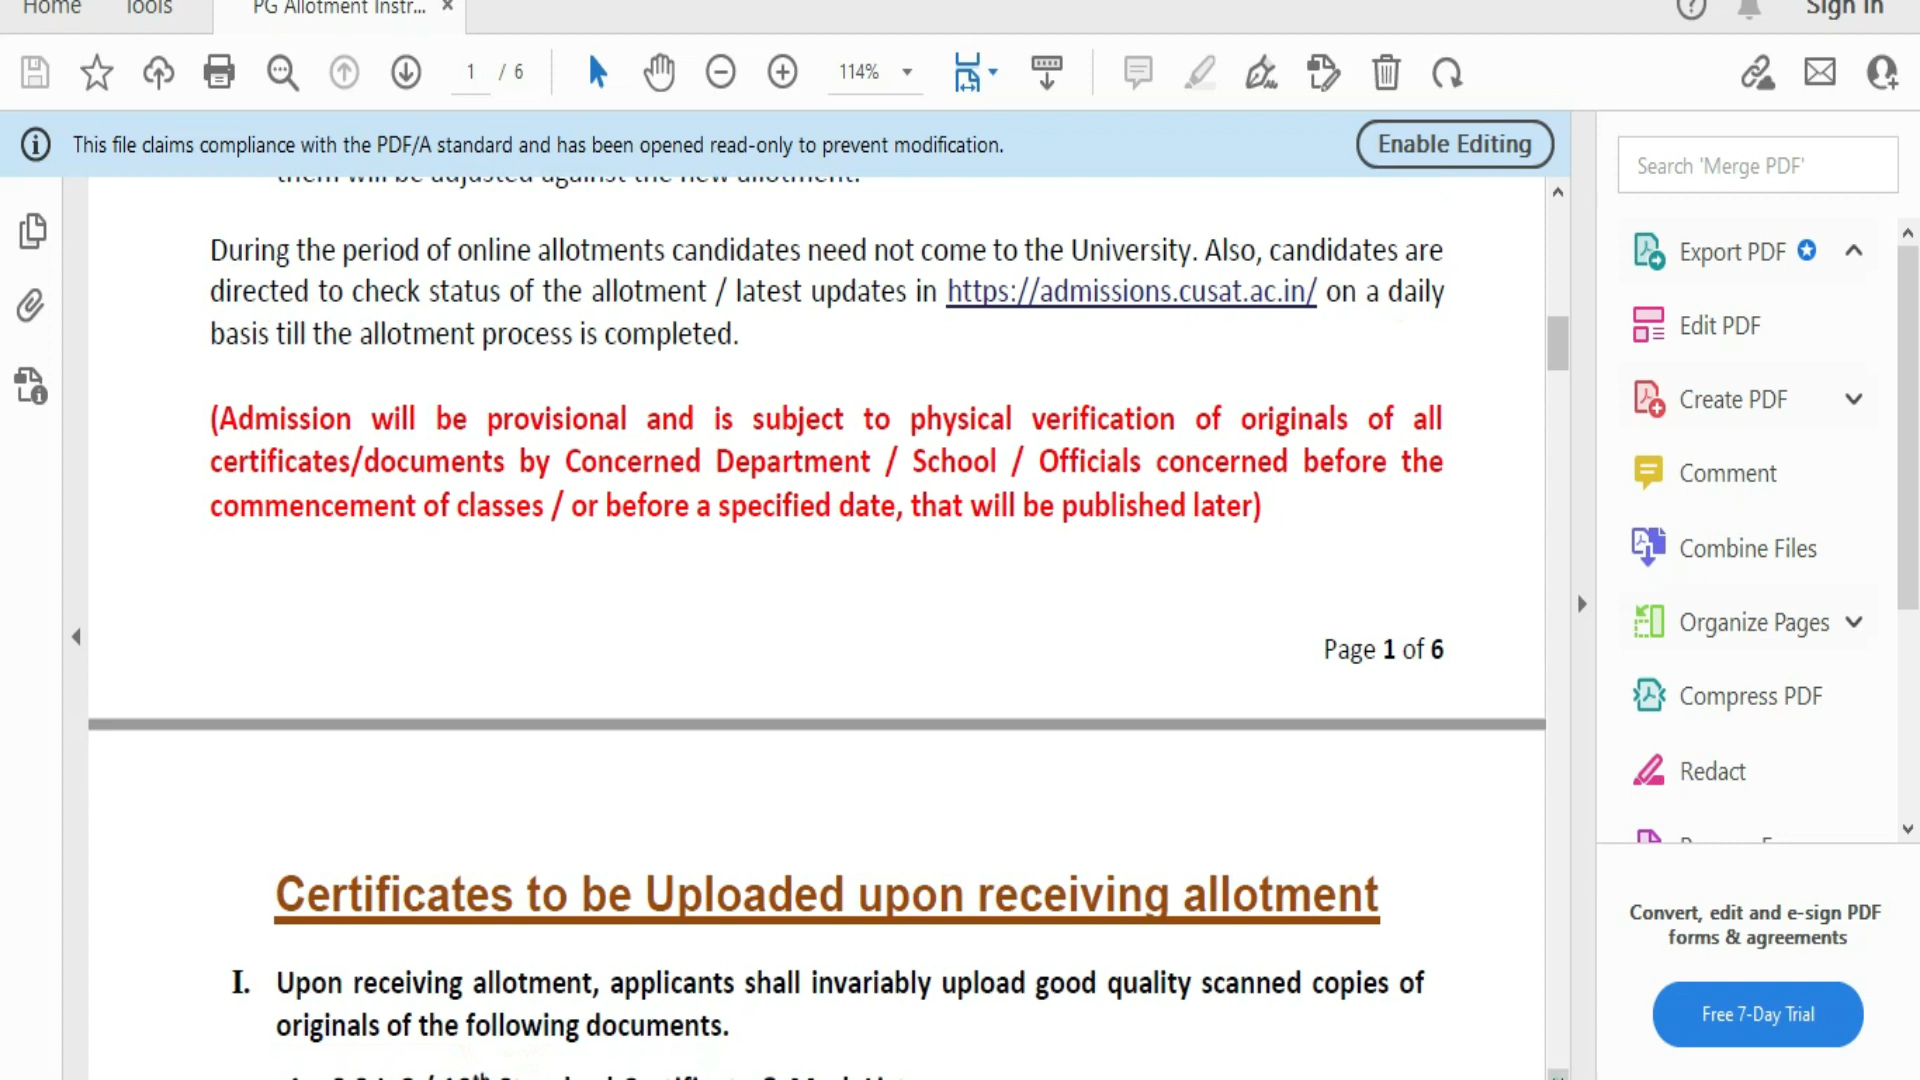 Home Tools PG Allotment Instr... × Sign In
1 / 6 114%
This file claims compliance with the PDF/A standard and has been opened read-only to prevent modification. Enable Editing
them will be adjusted against the new allotment.
During the period of online allotments candidates need not come to the University. Also, candidates are
directed to check status of the allotment / latest updates in https://admissions.cusat.ac.in/ on a daily
basis till the allotment process is completed.
(Admission will be provisional and is subject to physical verification of originals of all
certificates/documents by Concerned Department / School / Officials concerned before the
commencement of classes / or before a specified date, that will be published later)
Page 1 of 6
Certificates to be Uploaded upon receiving allotment
I. Upon receiving allotment, applicants shall invariably upload good quality scanned copies of
originals of the following documents.
Search 'Merge PDF'
Export PDF
Edit PDF
Create PDF
Comment
Combine Files
Organize Pages
Compress PDF
Redact
Convert, edit and e-sign PDF
forms & agreements
Free 7-Day Trial